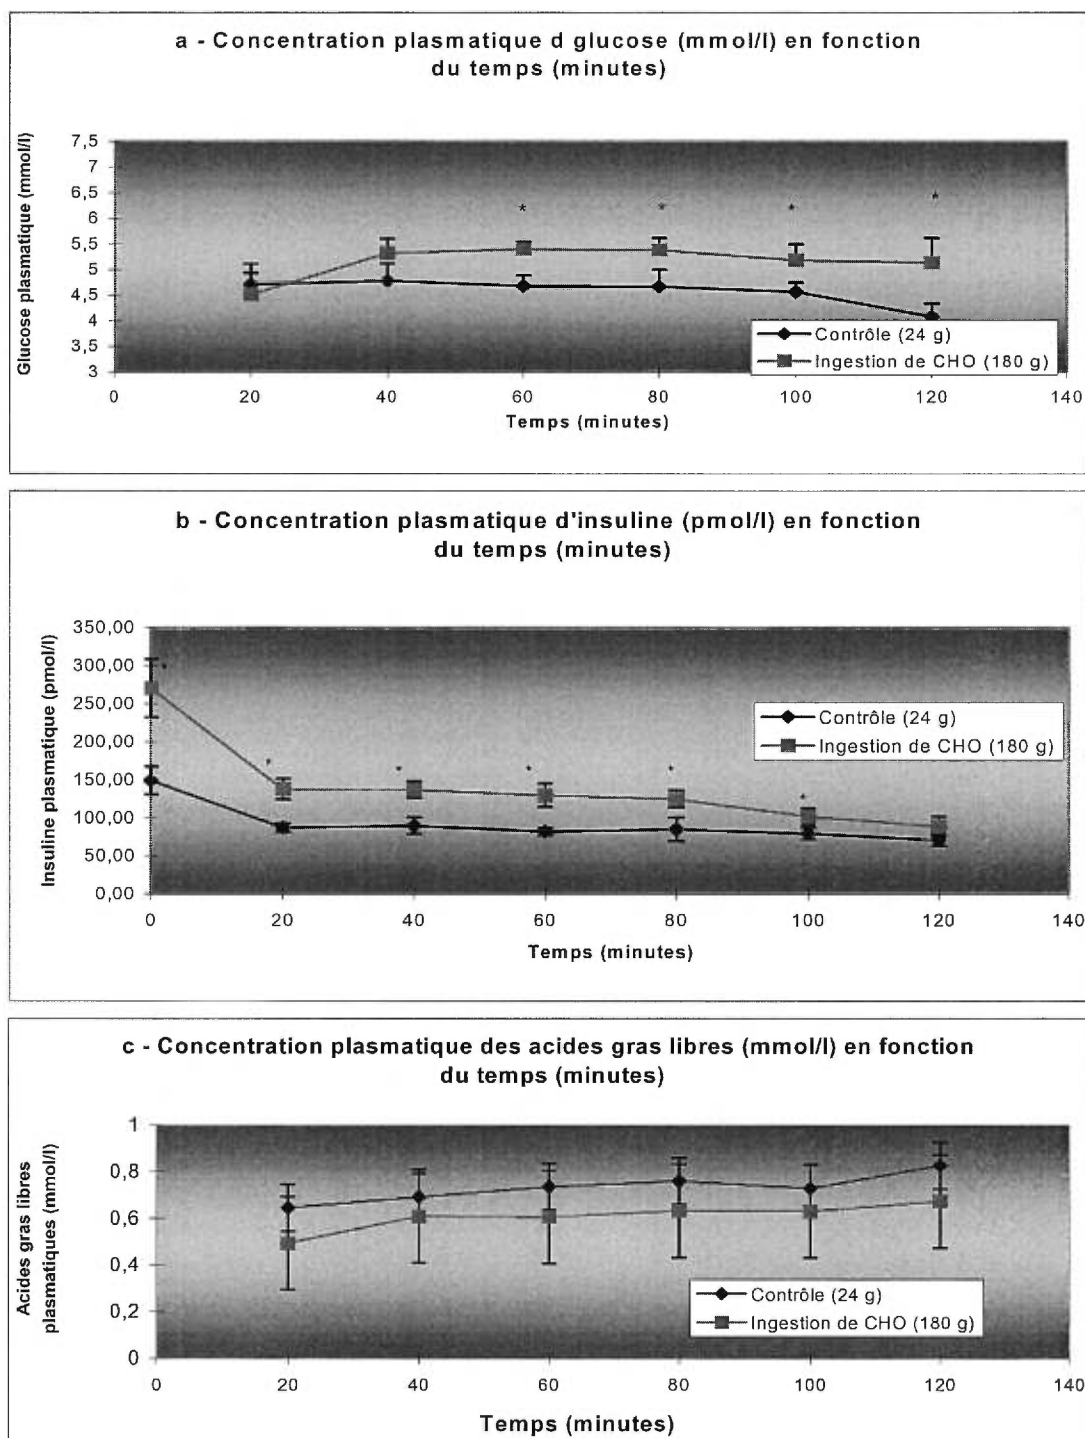 a - Concentration plasmatique d glucose (mmol/l) en fonction
du temps (minutes)
Glucose plasmatique (mmol/l)
7,5
7
6,5
6
5,5
5
4,5
4
3,5
3
* * * *
Contrôle (24 g)
Ingestion de CHO (180 g)
0 20 40 60 80 100 120 140
Temps (minutes)
b - Concentration plasmatique d'insuline (pmol/l) en fonction
du temps (minutes)
Insuline plasmatique (pmol/l)
350,00
300,00
250,00
200,00
150,00
100,00
50,00
0,00
* * * * * *
Contrôle (24 g)
Ingestion de CHO (180 g)
0 20 40 60 80 100 120 140
Temps (minutes)
c - Concentration plasmatique des acides gras libres (mmol/l) en fonction
du temps (minutes)
Acides gras libres
plasmatiques (mmol/l)
1
0,8
0,6
0,4
0,2
0
Contrôle (24 g)
Ingestion de CHO (180 g)
0 20 40 60 80 100 120 140
Temps (minutes)